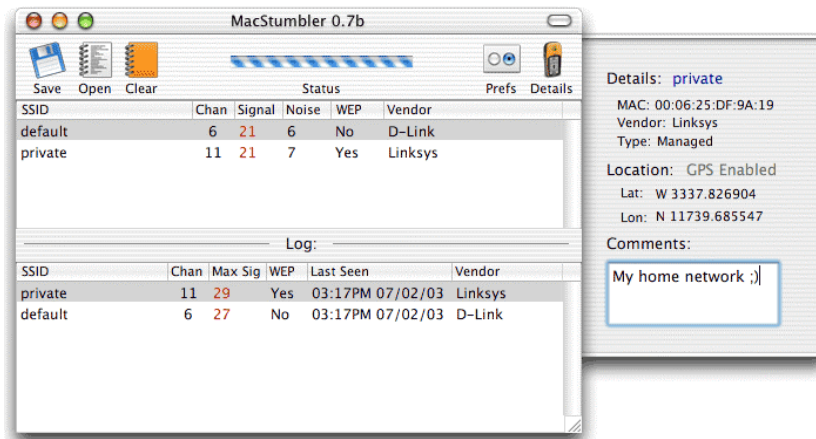 MacStumbler 0.7b
Save Open Clear Status Prefs Details
SSID Chan Signal Noise WEP Vendor
default 6 21 6 No D-Link
private 11 21 7 Yes Linksys
Log:
SSID Chan Max Sig WEP Last Seen Vendor
private 11 29 Yes 03:17PM 07/02/03 Linksys
default 6 27 No 03:17PM 07/02/03 D-Link
Details: private
MAC: 00:06:25:DF:9A:19
Vendor: Linksys
Type: Managed
Location: GPS Enabled
Lat: W 3337.826904
Lon: N 11739.685547
Comments:
My home network ;)